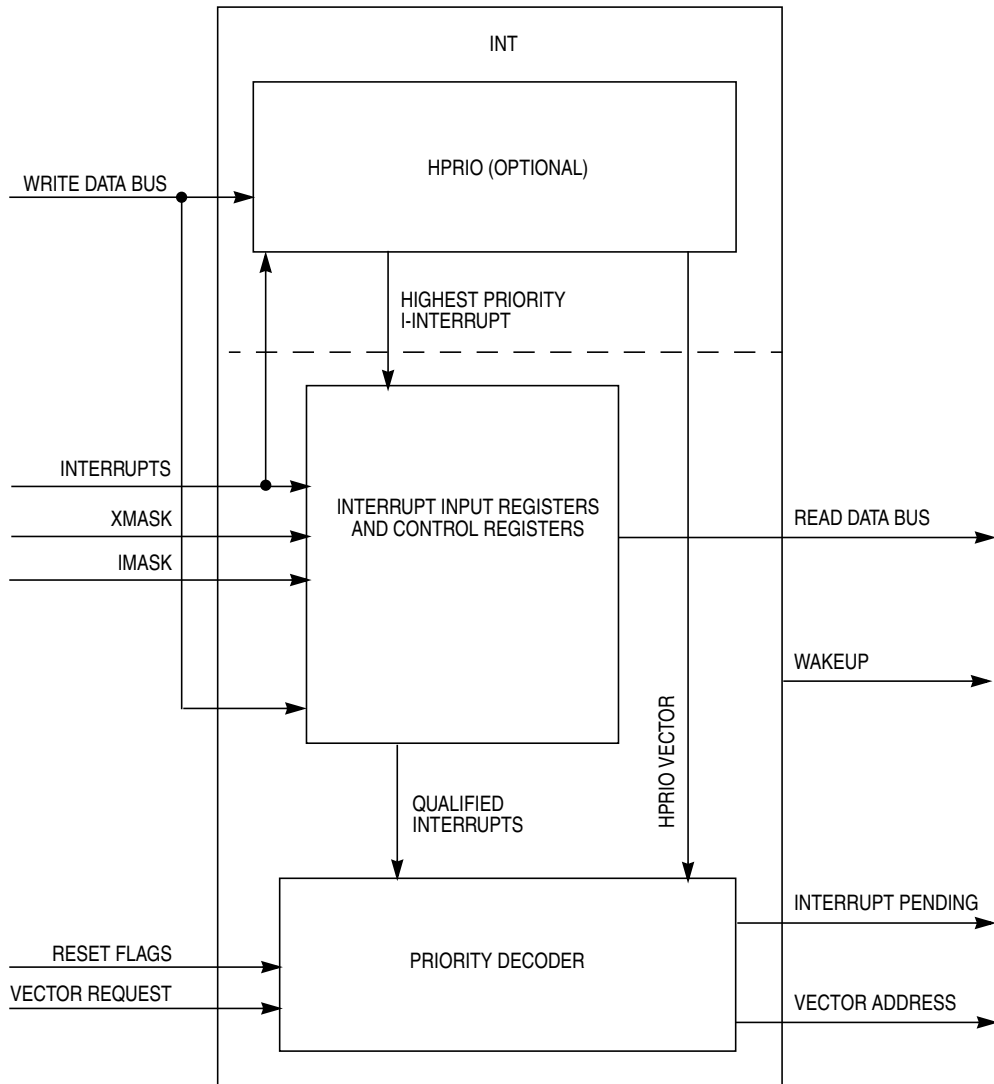 INT
HPRIO (OPTIONAL)
WRITE DATA BUS
HIGHEST PRIORITY
I-INTERRUPT
INTERRUPTS
XMASK
IMASK
INTERRUPT INPUT REGISTERS
AND CONTROL REGISTERS
READ DATA BUS
WAKEUP
HPRIO VECTOR
QUALIFIED
INTERRUPTS
INTERRUPT PENDING
RESET FLAGS
PRIORITY DECODER
VECTOR REQUEST
VECTOR ADDRESS